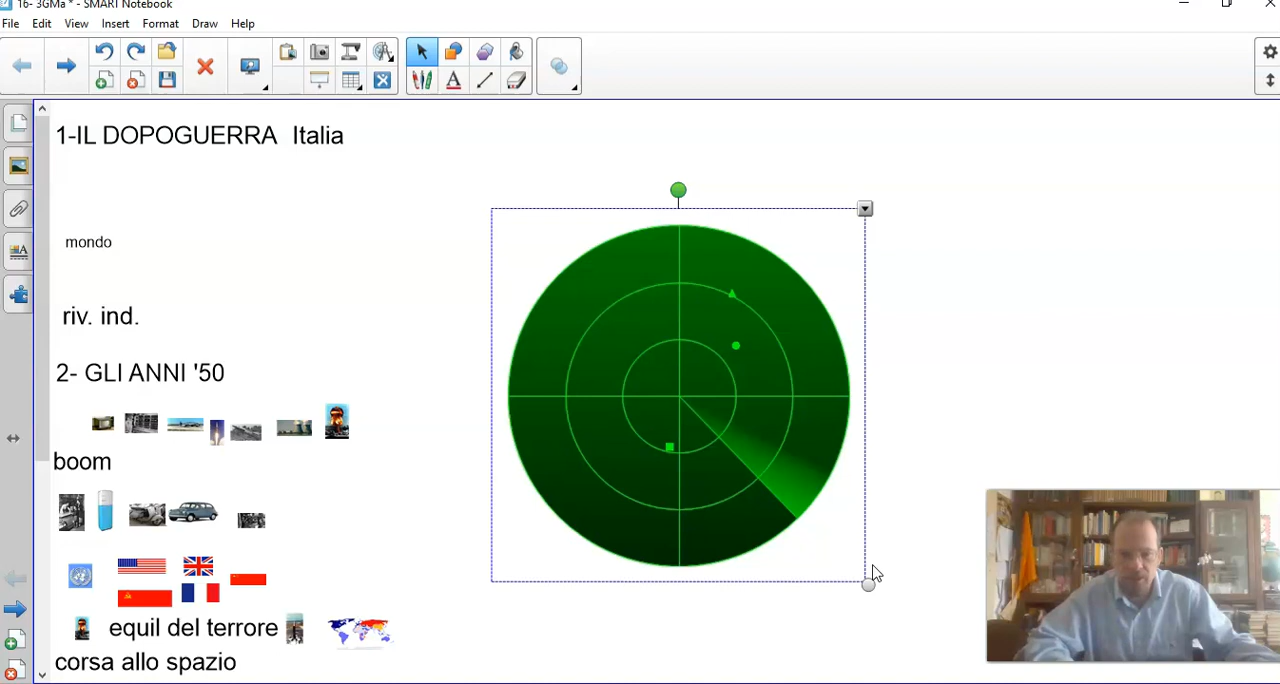 16- 3GMa * - SMART Notebook
File Edit View Insert Format Draw Help
1-IL DOPOGUERRA Italia
mondo
riv. ind.
2- GLI ANNI '50
boom
equil del terrore
corsa allo spazio